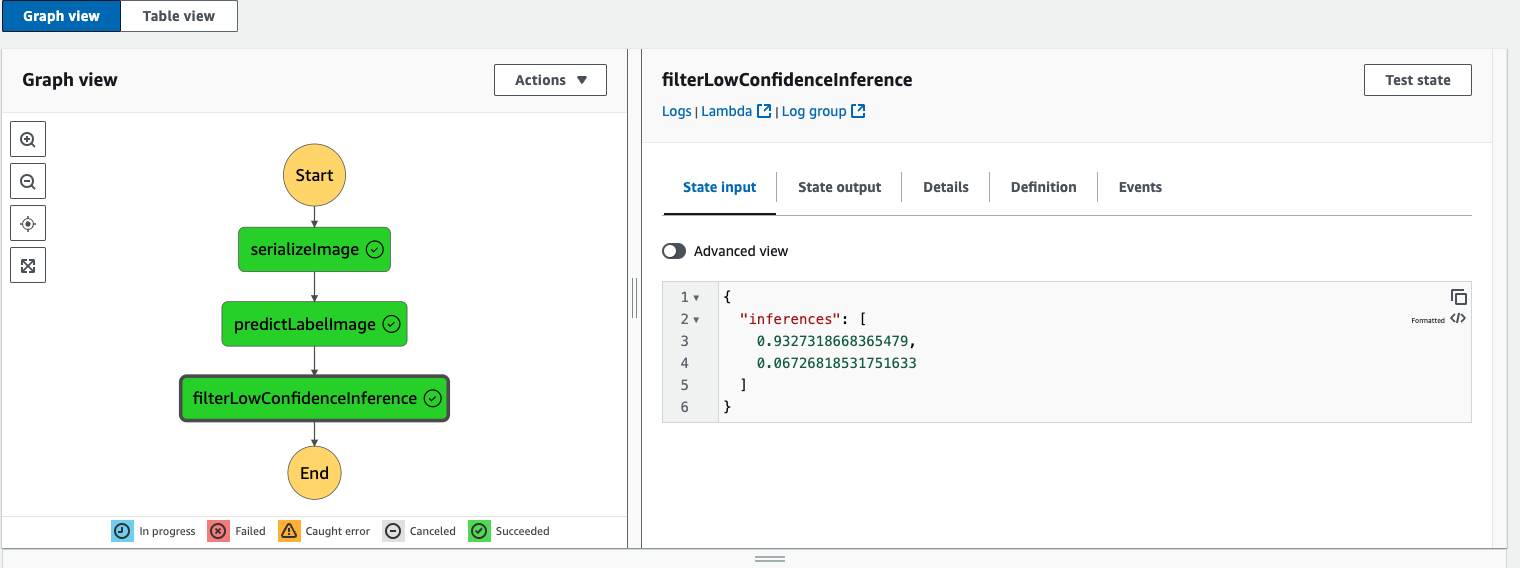 Graph view Table view
Graph view
Actions
Start
serializeImage
predictLabelImage
filterLowConfidenceInference
End
In progress Failed Caught error Canceled Succeeded
filterLowConfidenceInference
Test state
Logs | Lambda | Log group
State input State output Details Definition Events
Advanced view
1 {
2 "inferences": [
3 0.9327318668365479,
4 0.06726818531751633
5 ]
6 }
Formatted